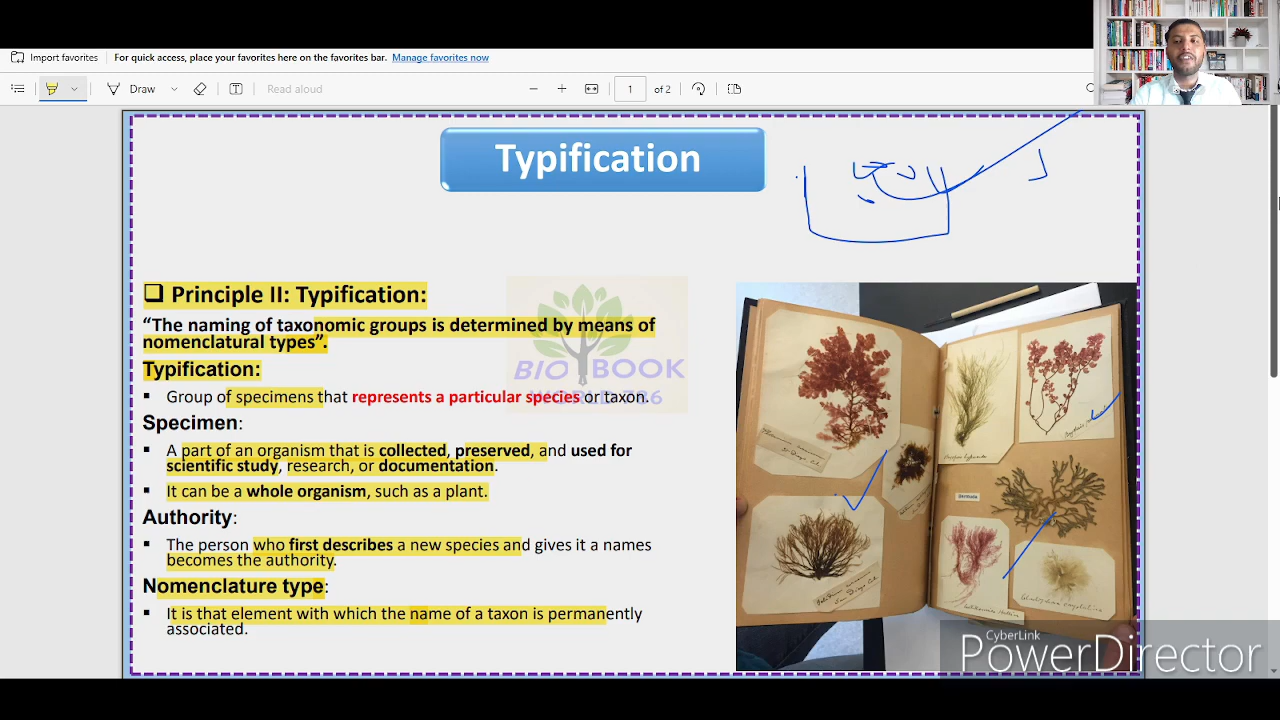 Import favorites For quick access, place your favorites here on the favorites bar. Manage favorites now
Draw Read aloud 1 of 2
Typification
Principle II: Typification:
“The naming of taxonomic groups is determined by means of
nomenclatural types”.
Typification:
▪ Group of specimens that represents a particular species or taxon.
Specimen:
▪ A part of an organism that is collected, preserved, and used for
scientific study, research, or documentation.
▪ It can be a whole organism, such as a plant.
Authority:
▪ The person who first describes a new species and gives it a names
becomes the authority.
Nomenclature type:
▪ It is that element with which the name of a taxon is permanently
associated.
BIO BOOK
CyberLink
PowerDirector